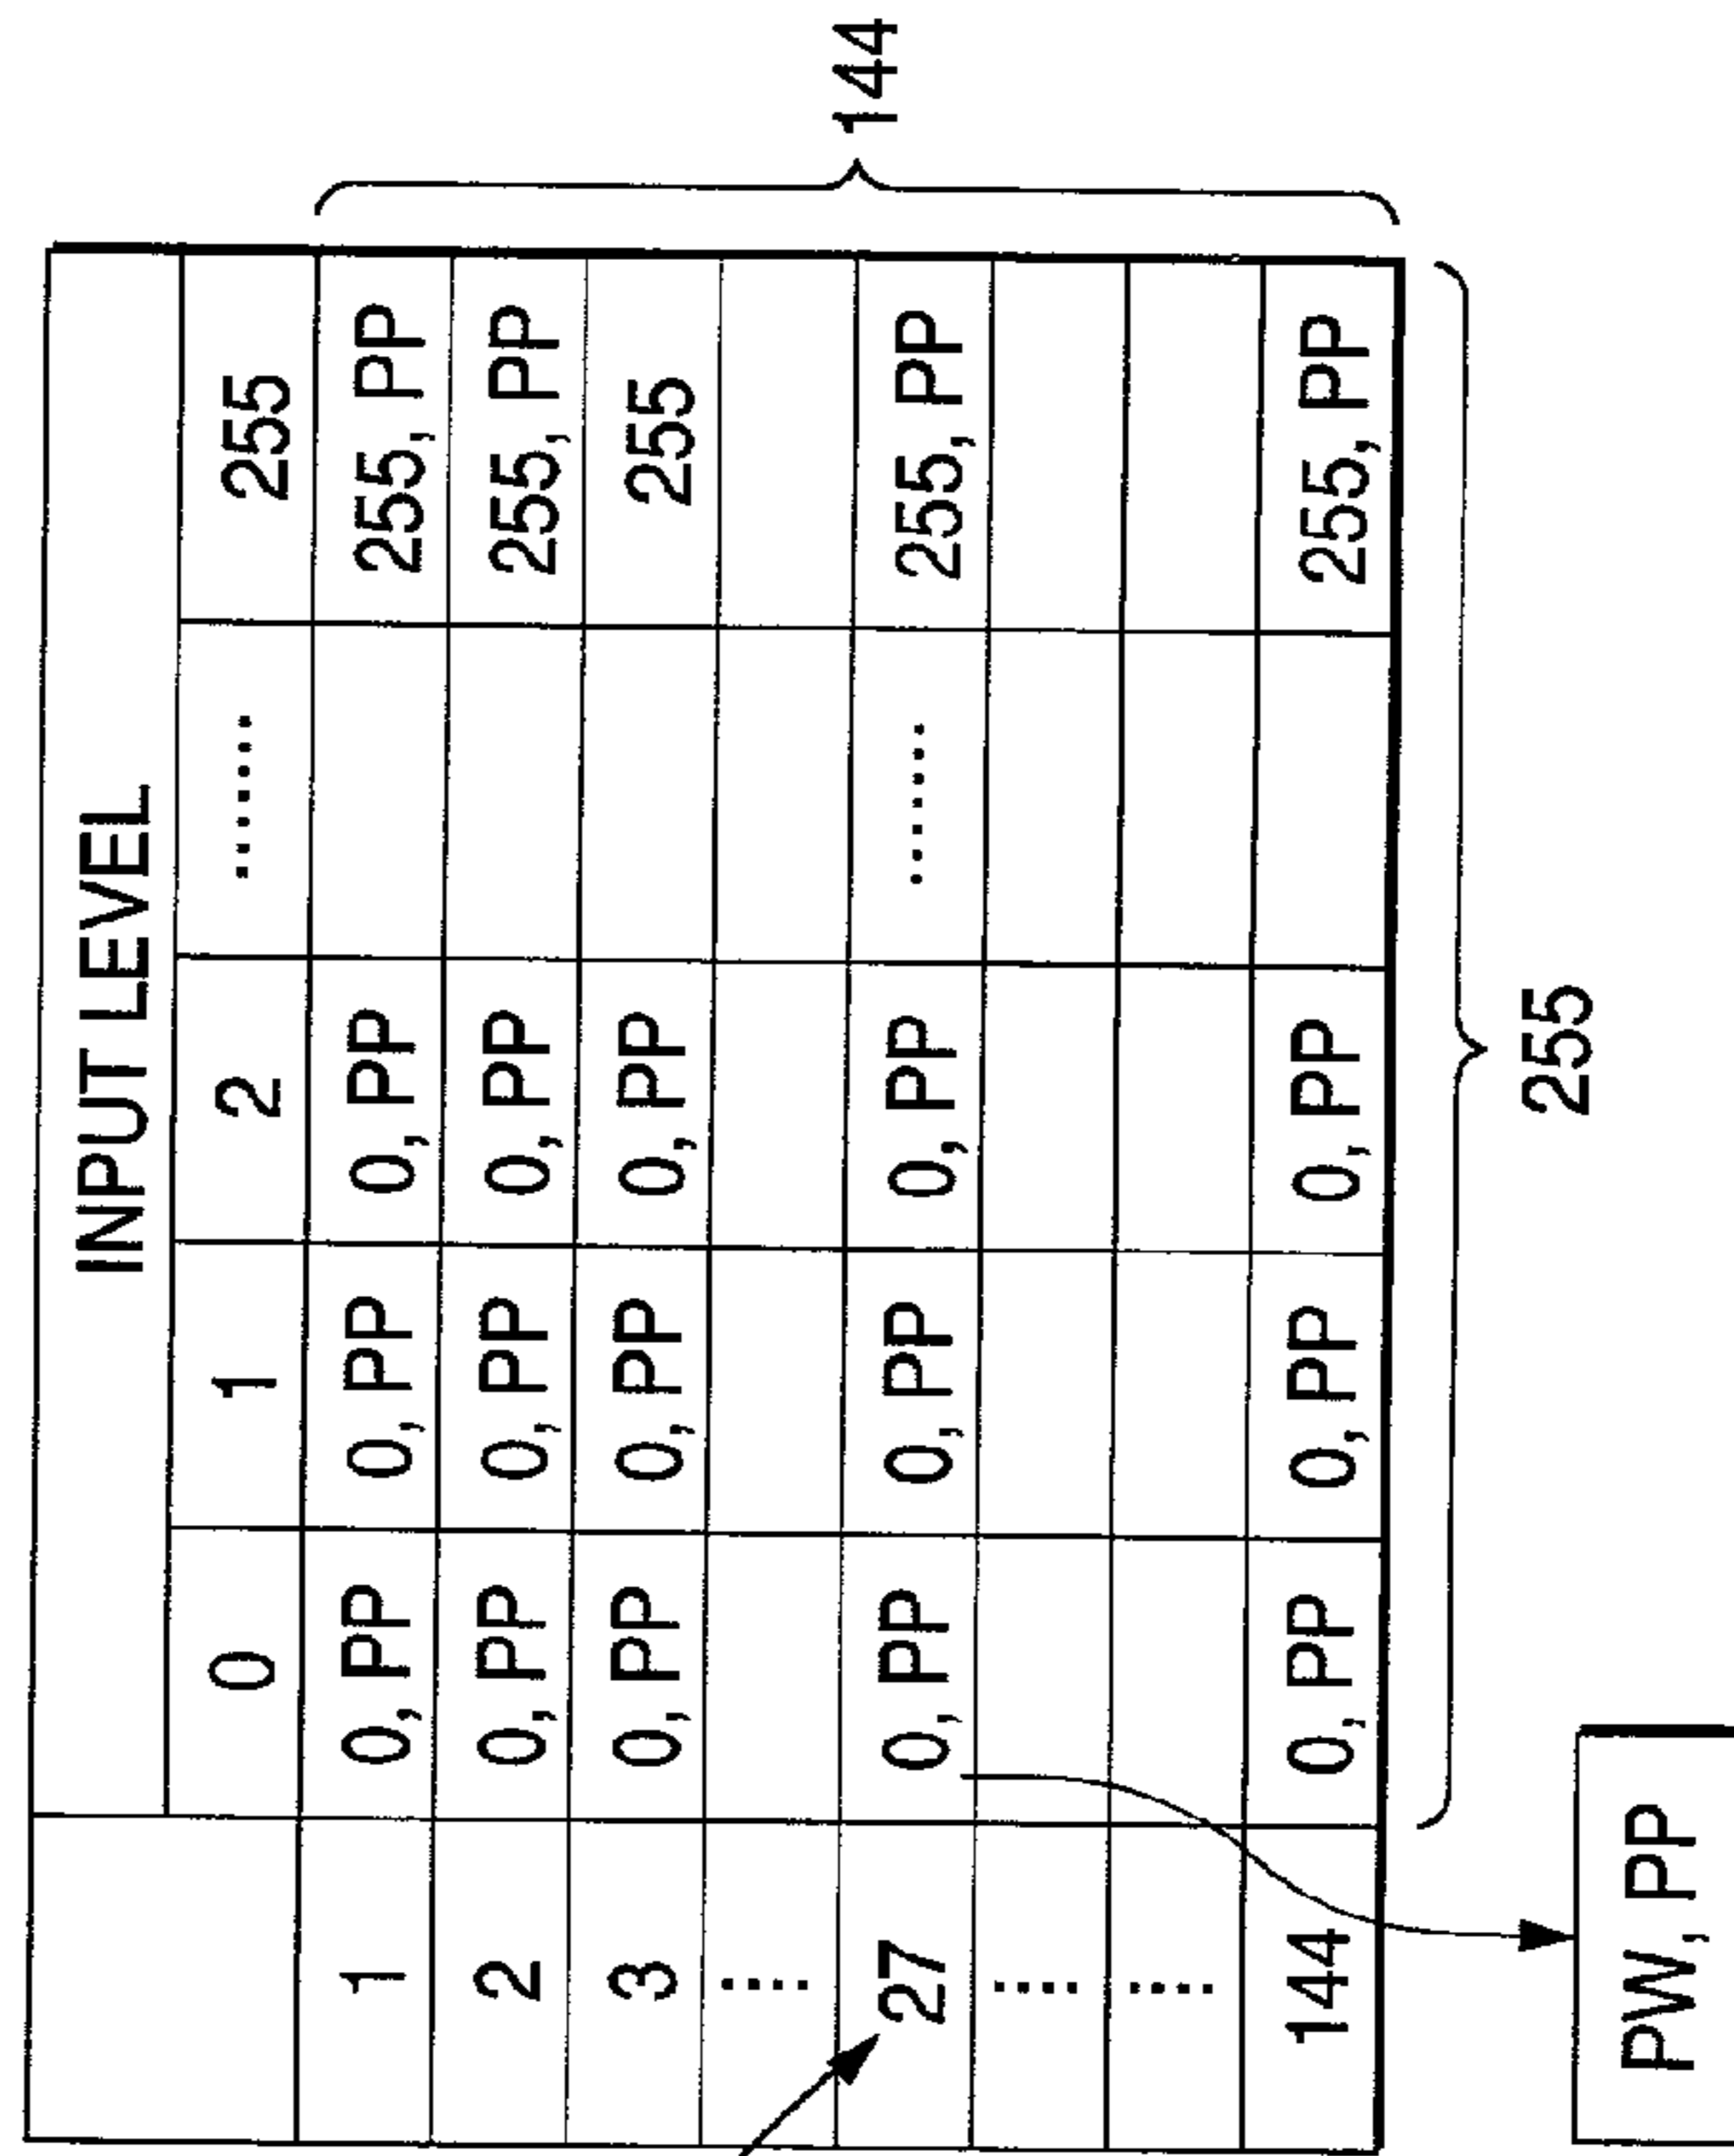 INPUT LEVEL
0 1 2 ....... 255
1 0, PP 0, PP 0, PP 255, PP
2 0, PP 0, PP 0, PP 255, PP
3 0, PP 0, PP 0, PP 255
....
27 0, PP 0, PP 0, PP ....... 255, PP
....
....
144 0, PP 0, PP 0, PP 255, PP
144
255
PW, PP